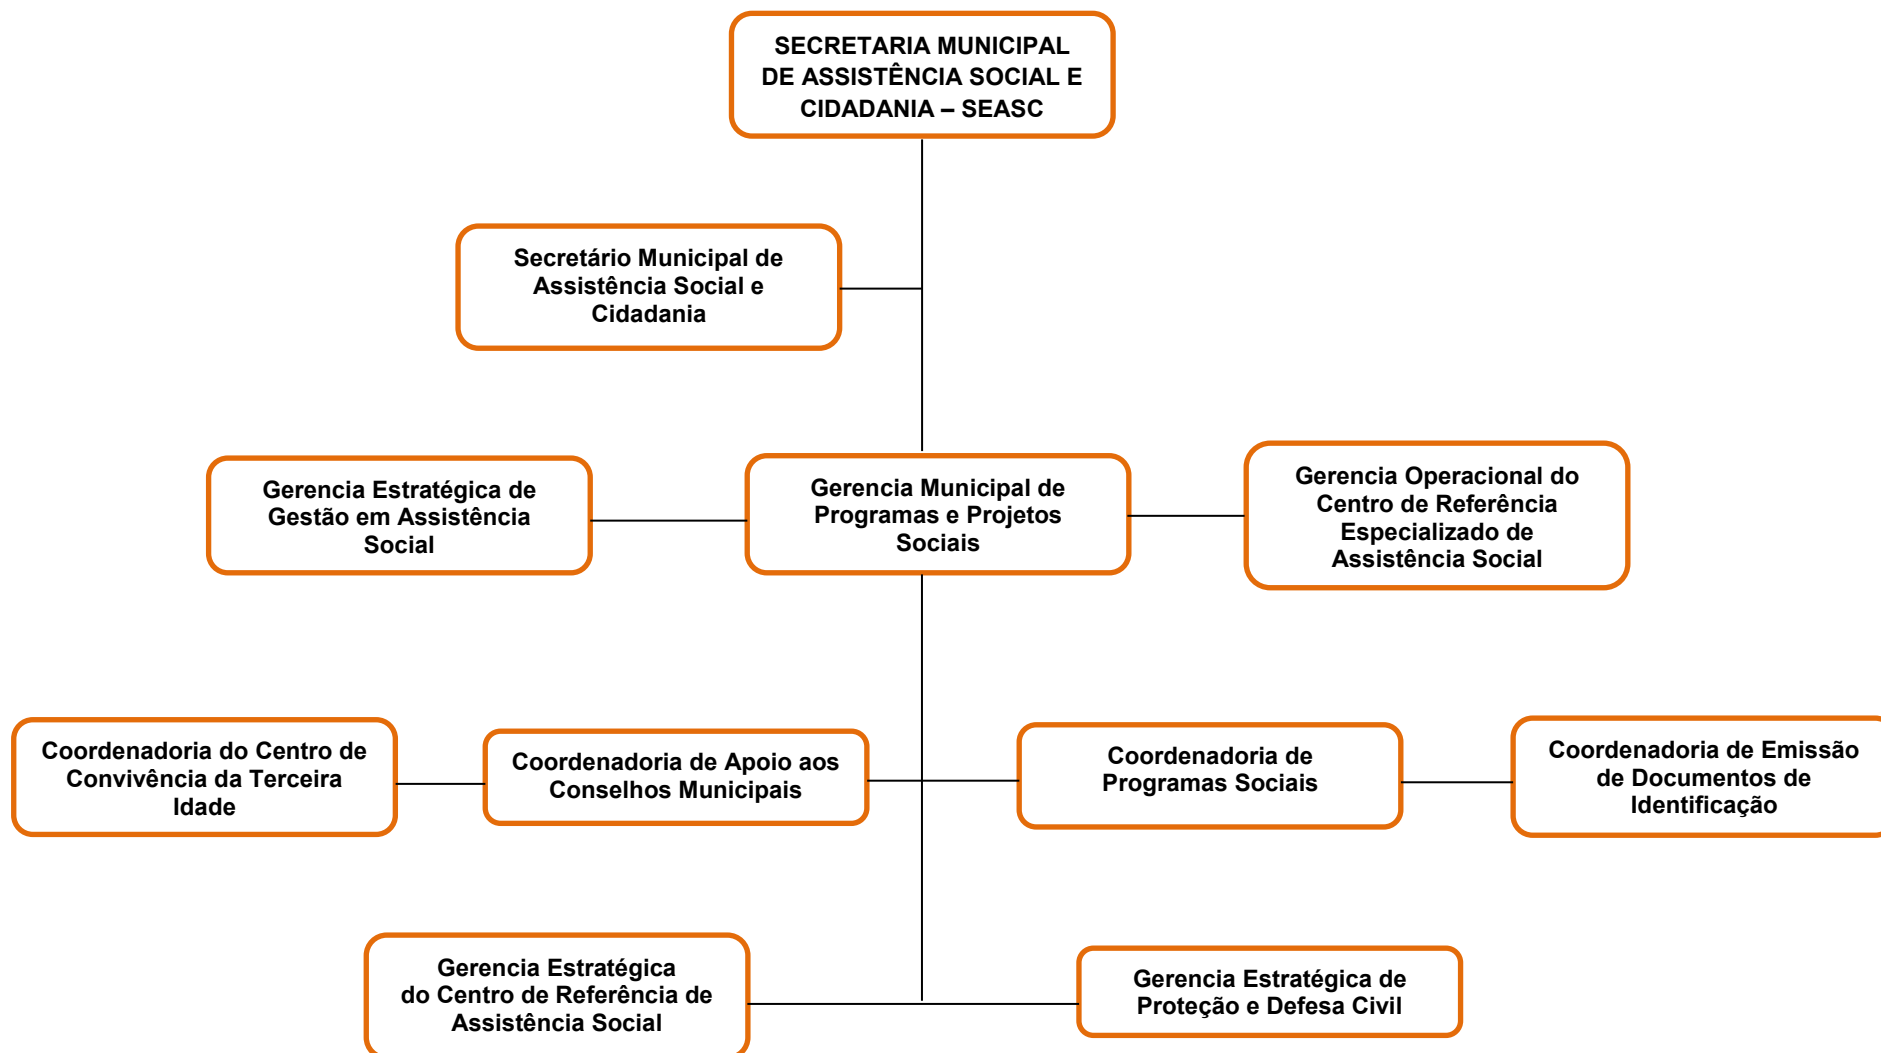 SECRETARIA MUNICIPAL
DE ASSISTÊNCIA SOCIAL E
CIDADANIA – SEASC
Secretário Municipal de
Assistência Social e
Cidadania
Gerencia Estratégica de
Gestão em Assistência
Social
Gerencia Municipal de
Programas e Projetos
Sociais
Gerencia Operacional do
Centro de Referência
Especializado de
Assistência Social
Coordenadoria do Centro de
Convivência da Terceira
Idade
Coordenadoria de Apoio aos
Conselhos Municipais
Coordenadoria de
Programas Sociais
Coordenadoria de Emissão
de Documentos de
Identificação
Gerencia Estratégica
do Centro de Referência de
Assistência Social
Gerencia Estratégica de
Proteção e Defesa Civil